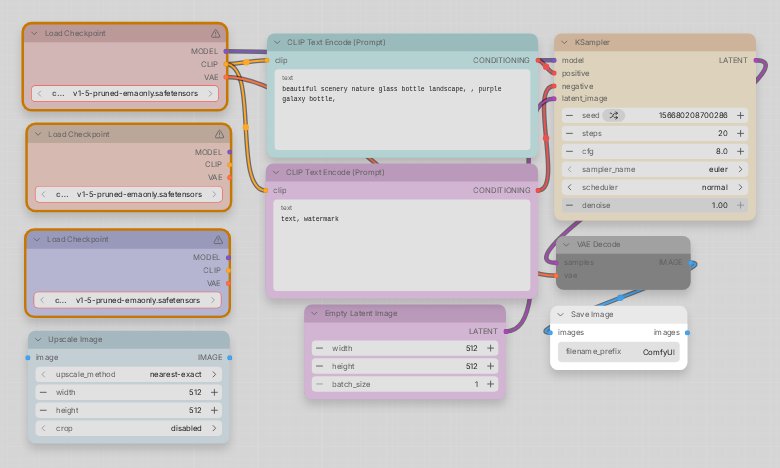 Load Checkpoint
MODEL
CLIP
VAE
c... v1-5-pruned-emaonly.safetensors
Load Checkpoint
MODEL
CLIP
VAE
c... v1-5-pruned-emaonly.safetensors
Load Checkpoint
MODEL
CLIP
VAE
c... v1-5-pruned-emaonly.safetensors
Upscale Image
image IMAGE
upscale_method nearest-exact
width 512
height 512
crop disabled
CLIP Text Encode (Prompt)
clip CONDITIONING
text
beautiful scenery nature glass bottle landscape, , purple
galaxy bottle,
CLIP Text Encode (Prompt)
clip CONDITIONING
text
text, watermark
Empty Latent Image
LATENT
width 512
height 512
batch_size 1
KSampler
model LATENT
positive
negative
latent_image
seed 156680208700286
steps 20
cfg 8.0
sampler_name euler
scheduler normal
denoise 1.00
VAE Decode
samples IMAGE
vae
Save Image
images images
filename_prefix ComfyUI